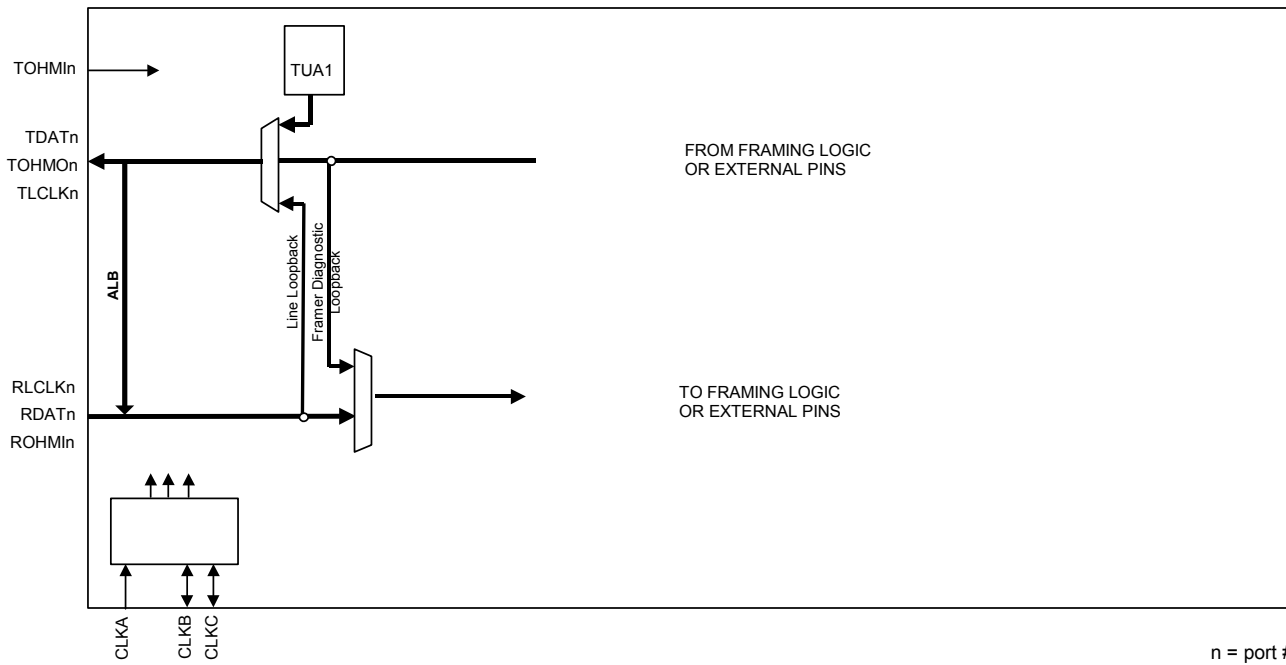 TOHMIn
TUA1
TDATn
TOHMOn
TLCLKn
FROM FRAMING LOGIC
OR EXTERNAL PINS
ALB
Line Loopback
Framer Diagnostic
Loopback
RLCLKn
RDATn
ROHMIn
TO FRAMING LOGIC
OR EXTERNAL PINS
CLKA
CLKB
CLKC
n = port #